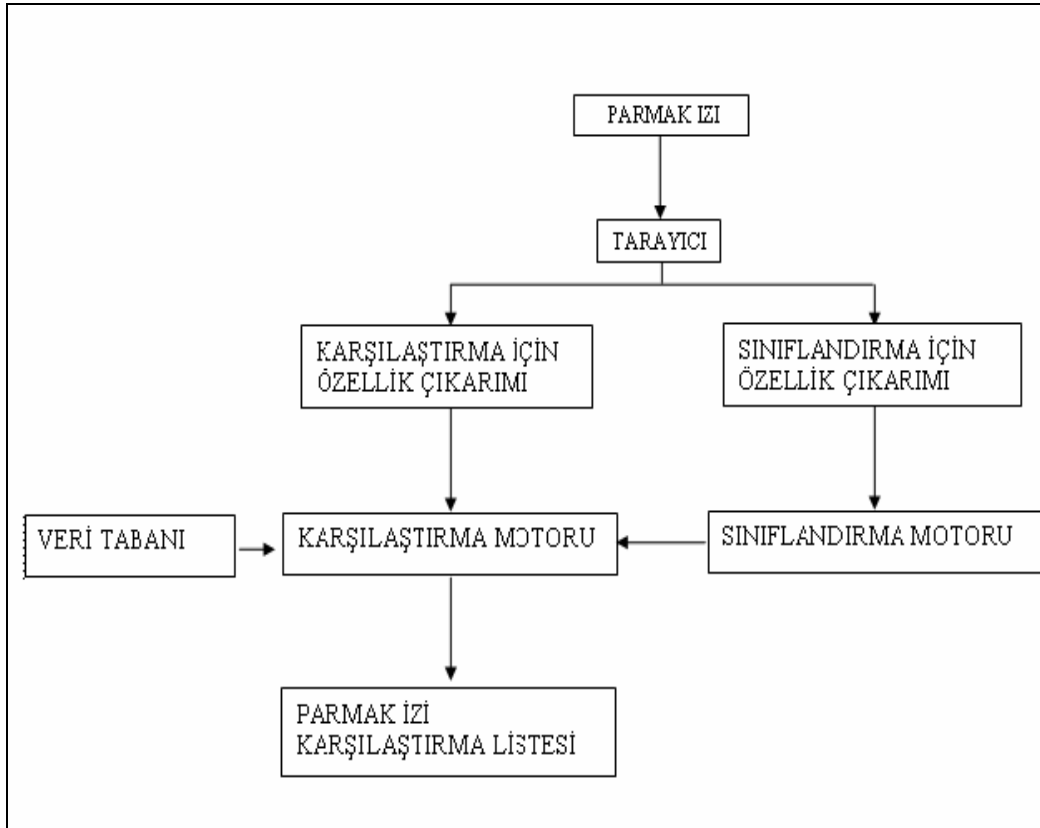 PARMAK IZI
TARAYICI
KARŞILAŞTIRMA İÇİN
ÖZELLİK ÇIKARIMI
SINIFLANDIRMA İÇİN
ÖZELLİK ÇIKARIMI
VERİ TABANI
KARŞILAŞTIRMA MOTORU
SINIFLANDIRMA MOTORU
PARMAK İZİ
KARŞILAŞTIRMA LİSTESİ